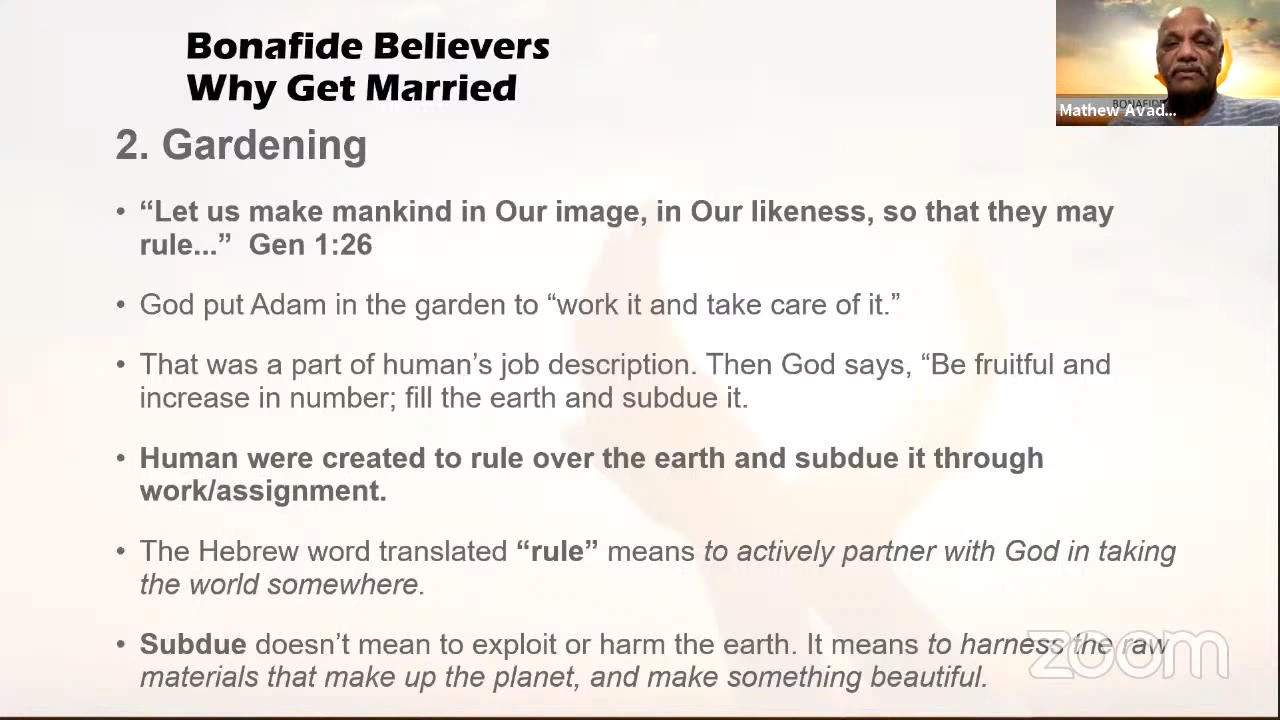 Bonafide Believers
Why Get Married
BONAFIDE
Mathew Avad...
2. Gardening
• “Let us make mankind in Our image, in Our likeness, so that they may
rule...”  Gen 1:26
• God put Adam in the garden to “work it and take care of it.”
• That was a part of human’s job description. Then God says, “Be fruitful and
increase in number; fill the earth and subdue it.
• Human were created to rule over the earth and subdue it through
work/assignment.
• The Hebrew word translated “rule” means to actively partner with God in taking
the world somewhere.
• Subdue doesn’t mean to exploit or harm the earth. It means to harness the raw
materials that make up the planet, and make something beautiful.
zoom